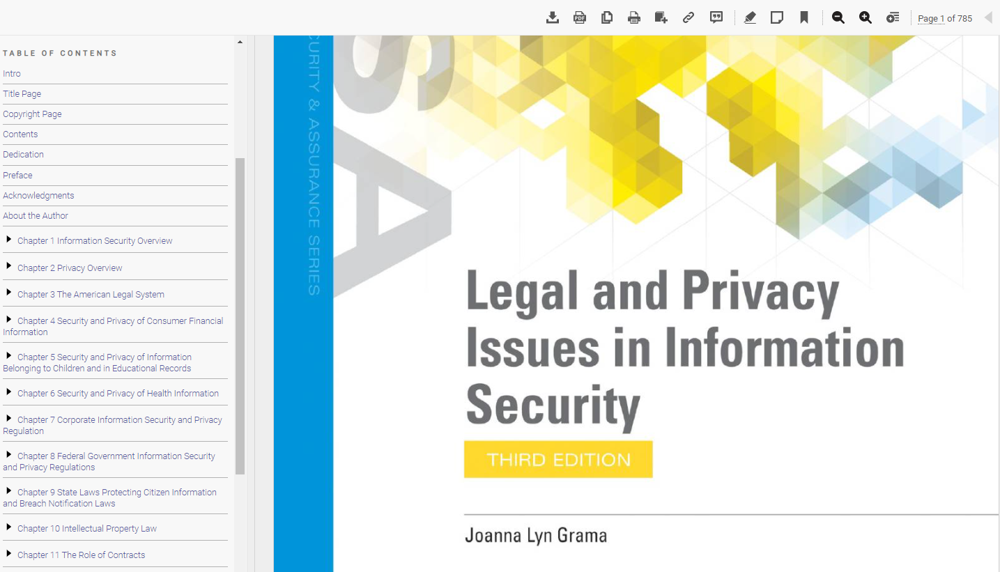 PDF
Page 1 of 785
TABLE OF CONTENTS
Intro
Title Page
Copyright Page
Contents
Dedication
Preface
Acknowledgments
About the Author
Chapter 1 Information Security Overview
Chapter 2 Privacy Overview
Chapter 3 The American Legal System
Chapter 4 Security and Privacy of Consumer Financial
Information
Chapter 5 Security and Privacy of Information
Belonging to Children and in Educational Records
Chapter 6 Security and Privacy of Health Information
Chapter 7 Corporate Information Security and Privacy
Regulation
Chapter 8 Federal Government Information Security
and Privacy Regulations
Chapter 9 State Laws Protecting Citizen Information
and Breach Notification Laws
Chapter 10 Intellectual Property Law
Chapter 11 The Role of Contracts
CURITY & ASSURANCE SERIES
SA
Legal and Privacy
Issues in Information
Security
THIRD EDITION
Joanna Lyn Grama